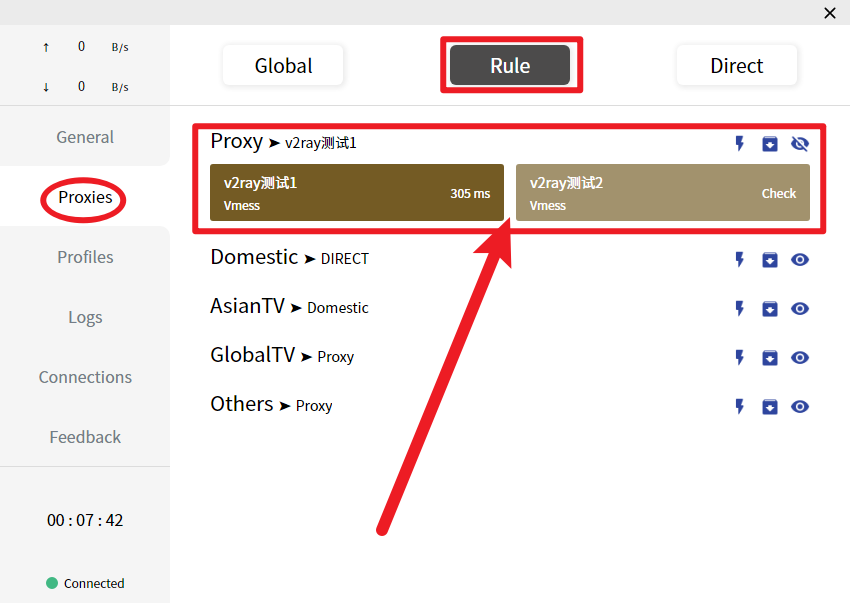 ↑ 0 B/s
↓ 0 B/s
General
Proxies
Profiles
Logs
Connections
Feedback
00 : 07 : 42
Connected
Global
Rule
Direct
Proxy ➤ v2ray测试1
v2ray测试1
Vmess
305 ms
v2ray测试2
Vmess
Check
Domestic ➤ DIRECT
AsianTV ➤ Domestic
GlobalTV ➤ Proxy
Others ➤ Proxy